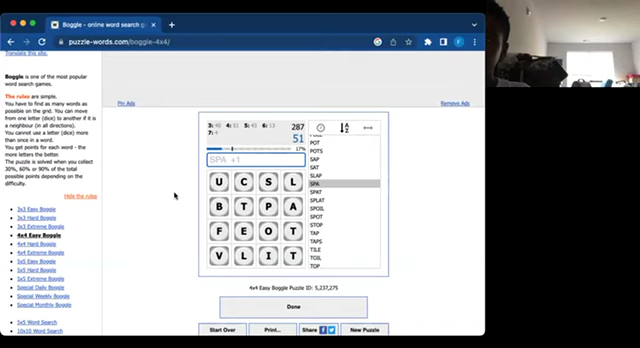 Boggle - online word search g
puzzle-words.com/boggle-4x4/
Translate this site.
Boggle is one of the most popular
word search games.
The rules are simple.
You have to find as many words as
possible on the grid. You can move
from one letter (dice) to another if it is
a neighbour (in all directions).
You cannot use a letter (dice) more
than once in a word.
You get points for each word - the
more letters the better.
The puzzle is solved when you collect
30%, 60% or 90% of the total
possible points depending on the
difficulty.
Hide the rules
3x3 Easy Boggle
3x3 Hard Boggle
3x3 Extreme Boggle
4x4 Easy Boggle
4x4 Hard Boggle
4x4 Extreme Boggle
5x5 Easy Boggle
5x5 Hard Boggle
5x5 Extreme Boggle
Special Daily Boggle
Special Weekly Boggle
Special Monthly Boggle
5x5 Word Search
10x10 Word Search
Pin Ads
Remove Ads
287
51
17%
SPA +1
U C S L
B T P A
F E O T
V L I T
POT
POTS
SAP
SAT
SLAP
SPA
SPAT
SPLAT
SPOIL
SPOT
STOP
TAP
TAPS
TILE
TOIL
TOP
4x4 Easy Boggle Puzzle ID: 5,237,275
Done
Start Over
Print...
Share
New Puzzle